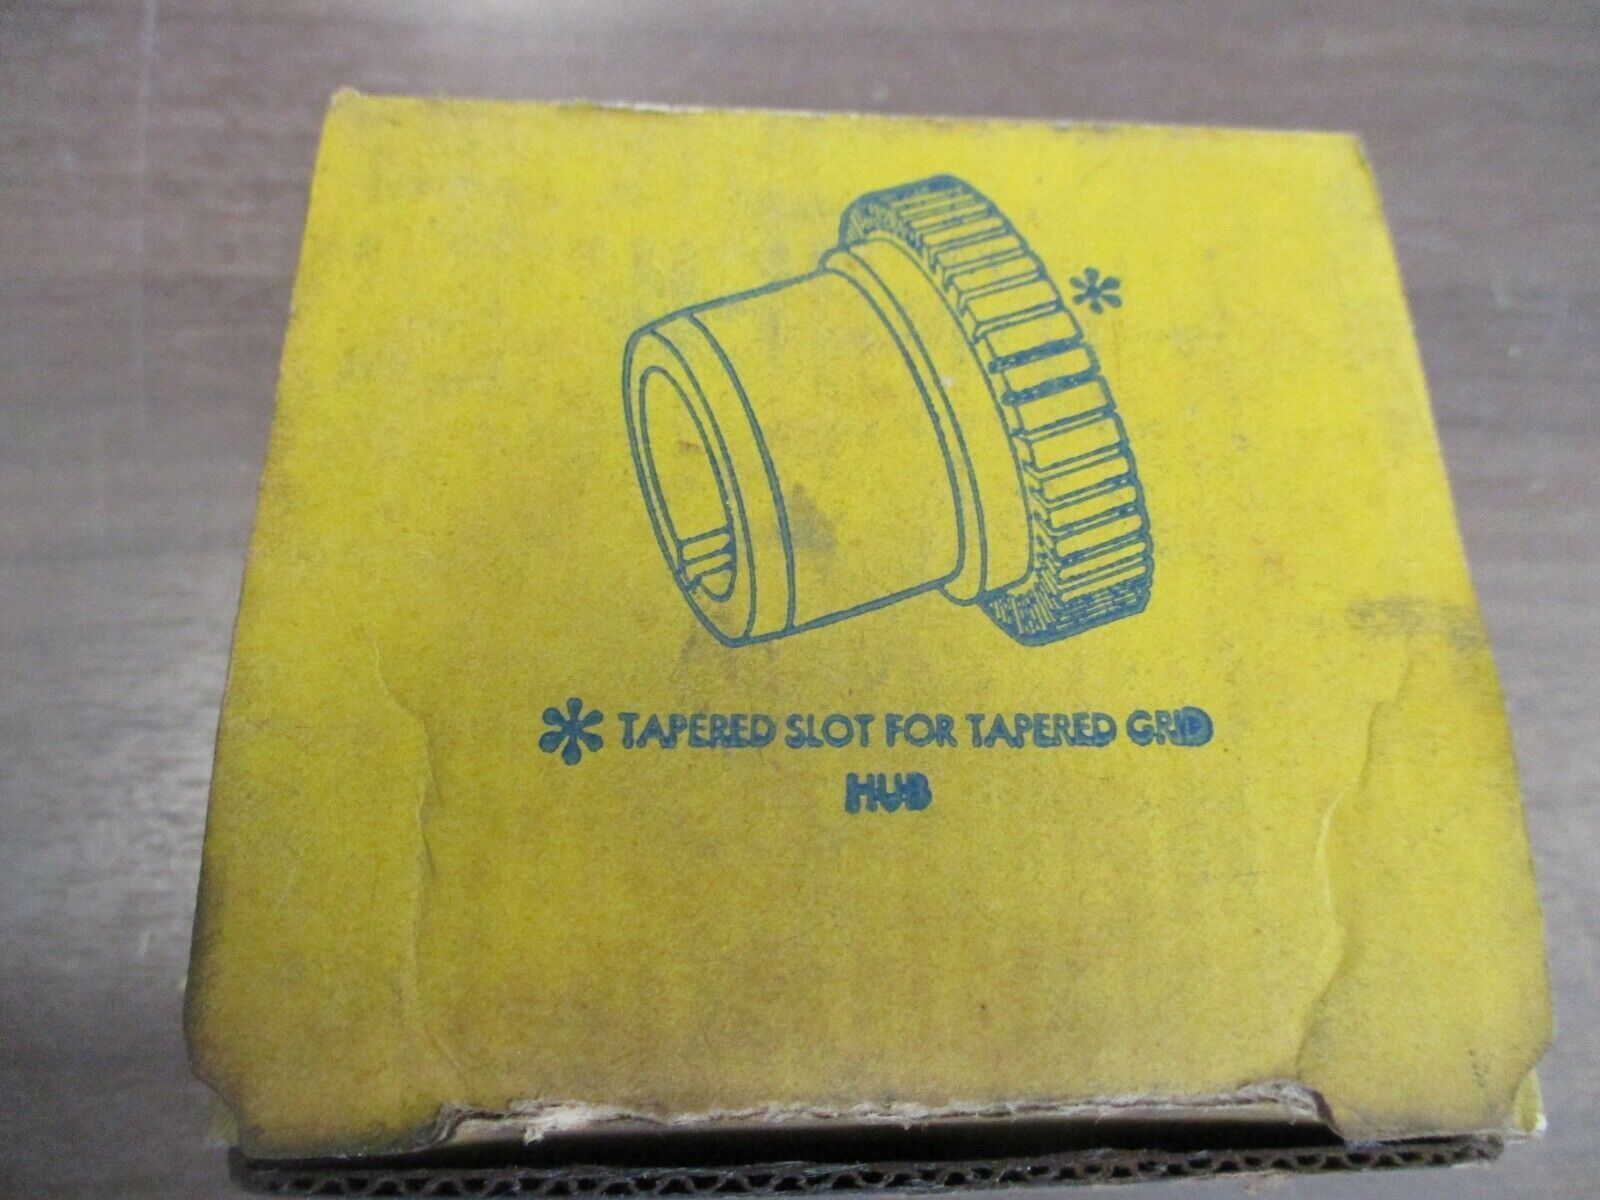 *
* TAPERED SLOT FOR TAPERED GRID
HUB